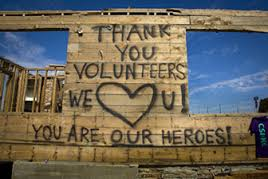 THANK
YOU
VOLUNTEERS
WE ♡ U!
YOU ARE OUR HEROES!